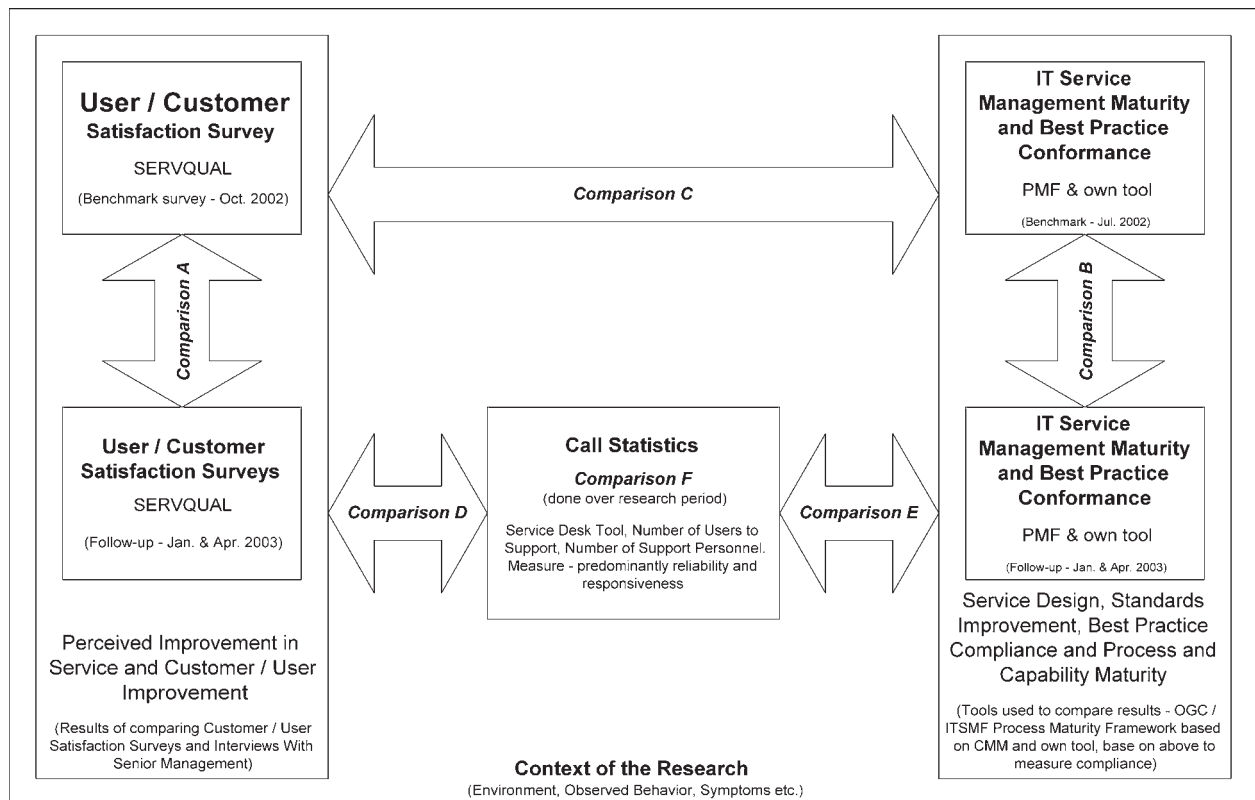 User / Customer
Satisfaction Survey
SERVQUAL
(Benchmark survey - Oct. 2002)
Comparison A
User / Customer
Satisfaction Surveys
SERVQUAL
(Follow-up - Jan. & Apr. 2003)
Perceived Improvement in
Service and Customer / User
Improvement
(Results of comparing Customer / User
Satisfaction Surveys and Interviews With
Senior Management)
Comparison C
Comparison D
Call Statistics
Comparison F
(done over research period)
Service Desk Tool, Number of Users to
Support, Number of Support Personnel.
Measure - predominantly reliability and
responsiveness
Comparison E
Context of the Research
(Environment, Observed Behavior, Symptoms etc.)
IT Service
Management Maturity
and Best Practice
Conformance
PMF & own tool
(Benchmark - Jul. 2002)
Comparison B
IT Service
Management Maturity
and Best Practice
Conformance
PMF & own tool
(Follow-up - Jan. & Apr. 2003)
Service Design, Standards
Improvement, Best Practice
Compliance and Process and
Capability Maturity
(Tools used to compare results - OGC /
ITSMF Process Maturity Framework based
on CMM and own tool, base on above to
measure compliance)